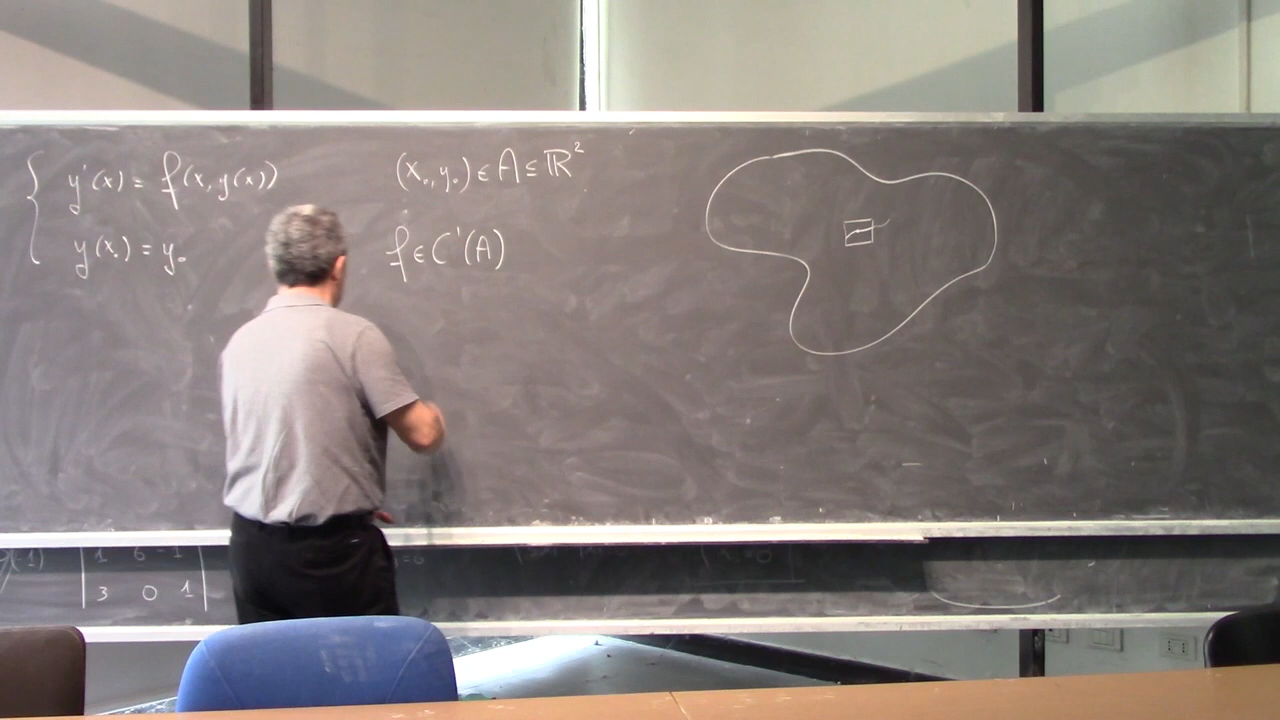 y'(x) = f(x, y(x))    (x₀, y₀) ∈ A ⊆ ℝ²
y(x₀) = y₀    f ∈ C¹(A)
1 6 -1
3 0 1